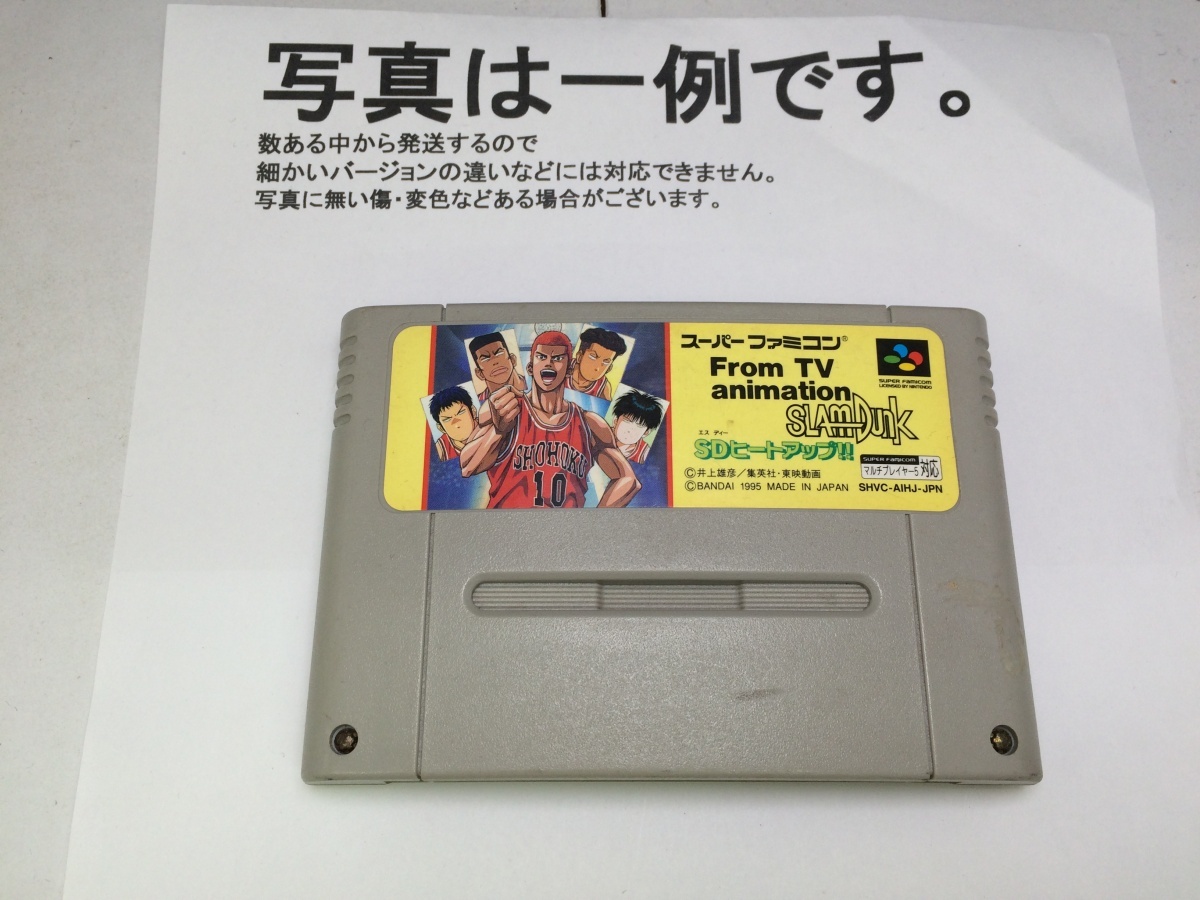 写真は一例です。
数ある中から発送するので
細かいバージョンの違いなどには対応できません。
写真に無い傷・変色などある場合がございます。
スーパーファミコン®
From TV
animation
SLAM DUNK
エス ディー
SDヒートアップ!!
SUPER FAMICOM
LICENSED BY NINTENDO
SUPER FAMICOM
マルチプレイヤー5 対応
©井上雄彦/集英社・東映動画
©BANDAI 1995 MADE IN JAPAN SHVC-AIHJ-JPN
SHOHOKU
10